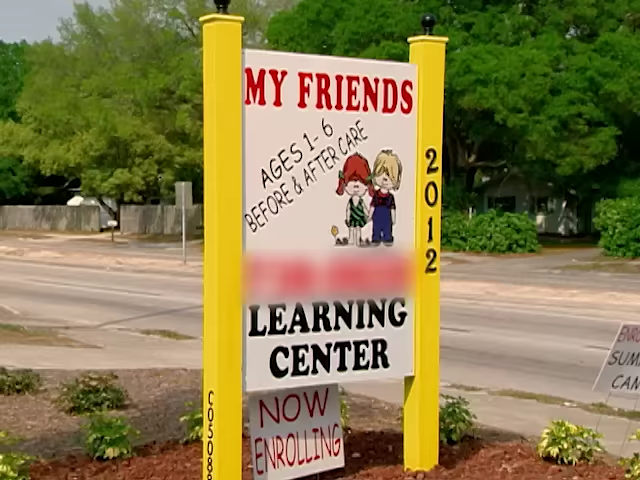 MY FRIENDS
AGES 1-6
BEFORE & AFTER CARE
LEARNING
CENTER
NOW
ENROLLING
2012